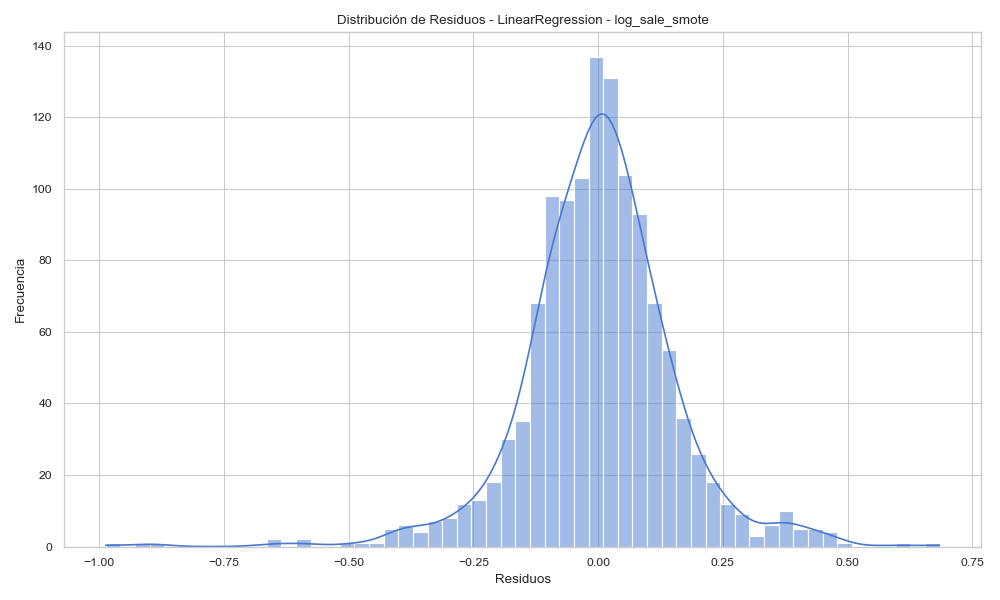 Distribución de Residuos - LinearRegression - log_sale_smote
140
120
100
80
60
40
20
0
Frecuencia
−1.00 −0.75 −0.50 −0.25 0.00 0.25 0.50 0.75
Residuos